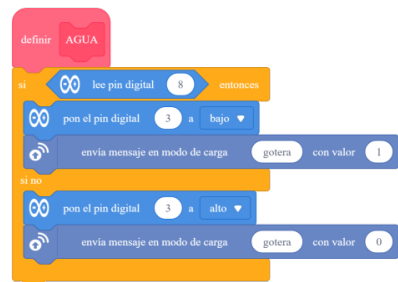 definir AGUA
si lee pin digital 8 entonces
pon el pin digital 3 a bajo
envía mensaje en modo de carga gotera con valor 1
si no
pon el pin digital 3 a alto
envía mensaje en modo de carga gotera con valor 0